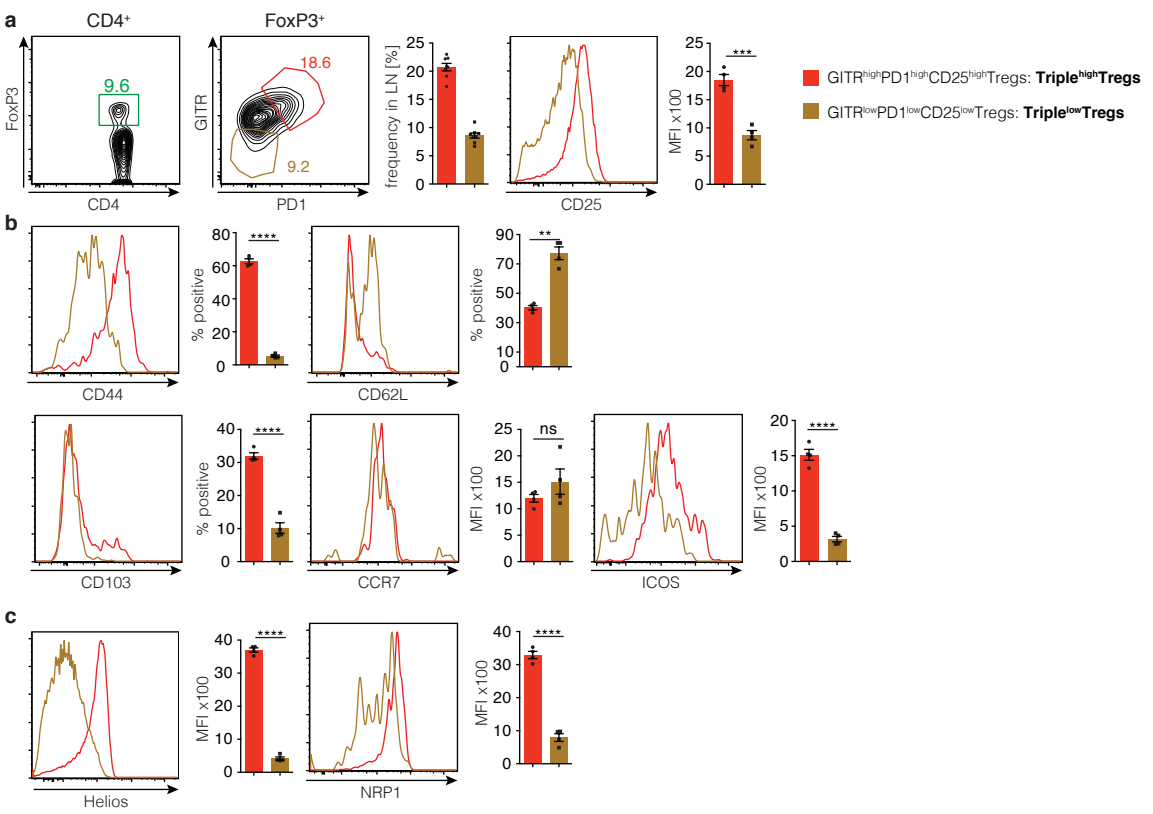 a
CD4⁺
FoxP3⁺
FoxP3
9.6
CD4
GITR
18.6
9.2
PD1
frequency in LN [%]
25
20
15
10
5
0
CD25
MFI x100
25
20
15
10
5
0
***
GITRʰⁱᵍʰPD1ʰⁱᵍʰCD25ʰⁱᵍʰTregs: TripleʰⁱᵍʰTregs
GITRˡᵒʷPD1ˡᵒʷCD25ˡᵒʷTregs: TripleˡᵒʷTregs
b
CD44
% positive
80
60
40
20
0
****
CD62L
% positive
90
70
50
30
10
0
**
CD103
% positive
40
30
20
10
0
****
CCR7
MFI x100
25
20
15
10
5
0
ns
ICOS
MFI x100
20
15
10
5
0
****
c
Helios
MFI x100
40
30
20
10
0
****
NRP1
MFI x100
40
30
20
10
0
****